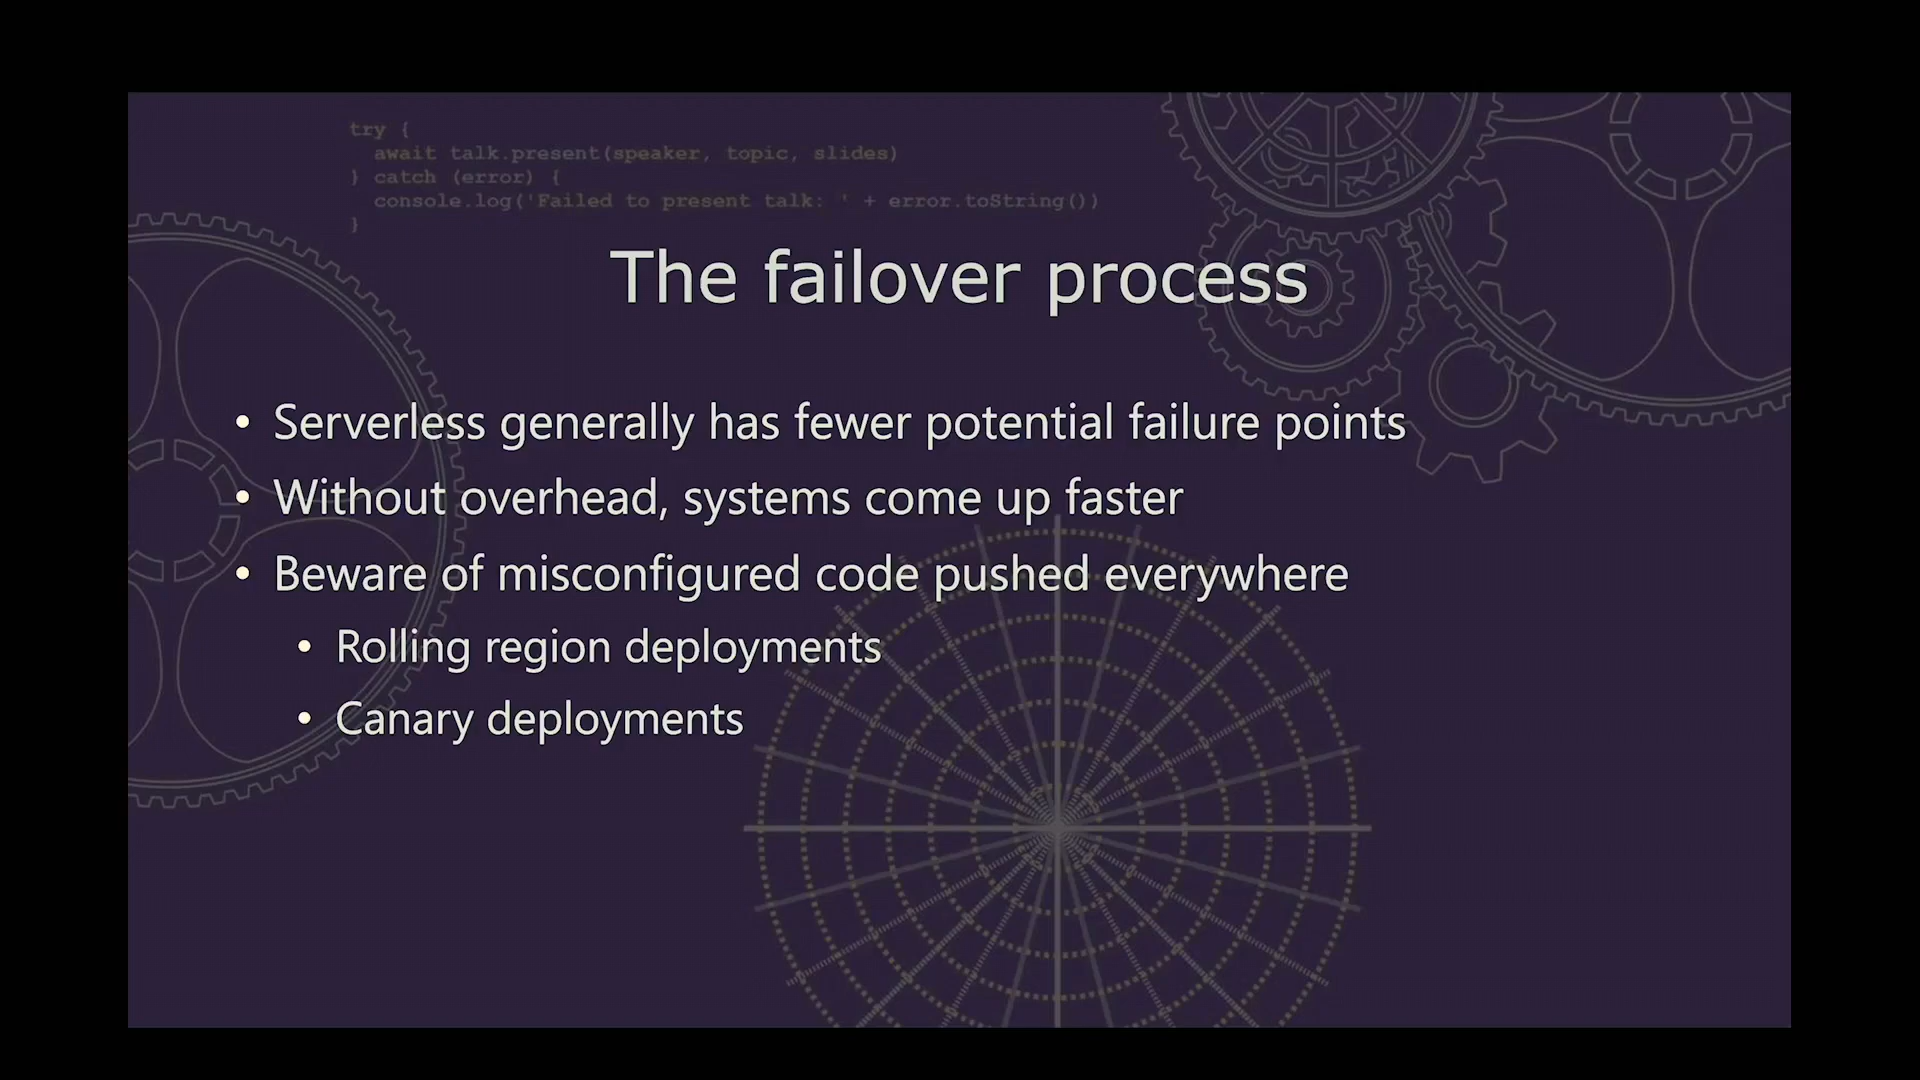 try {
await talk.present(speaker, topic, slides)
} catch (error) {
console.log('Failed to present talk: ' + error.toString())
}
The failover process
• Serverless generally has fewer potential failure points
• Without overhead, systems come up faster
• Beware of misconfigured code pushed everywhere
• Rolling region deployments
• Canary deployments